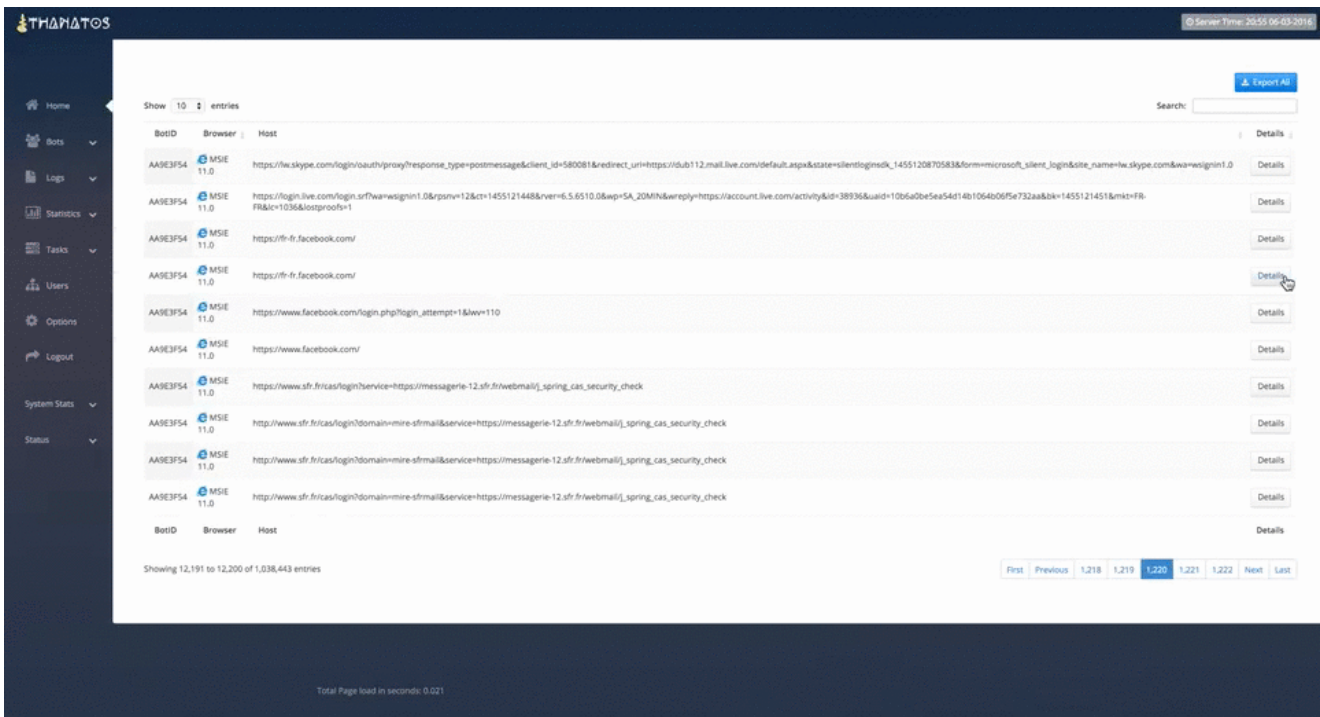 THANATOS
Server Time: 20:55 06-03-2016
Export All
Home
Bots
Logs
Statistics
Tasks
Users
Options
Logout
System Stats
Status
Show 10 entries
Search:
BotID Browser Host Details
AA9E3F54 MSIE 11.0 https://lw.skype.com/login/oauth/proxy?response_type=postmessage&client_id=580081&redirect_uri=https://dub112.mail.live.com/default.aspx&state=silentloginsdk_1455120870583&form=microsoft_silent_login&site_name=lw.skype.com&wa=wsignin1.0 Details
AA9E3F54 MSIE 11.0 https://login.live.com/login.srf?wa=wsignin1.0&rpsnv=12&ct=1455121448&rver=6.5.6510.0&wp=SA_20MIN&wreply=https://account.live.com/activity&id=38936&uaid=10b6a0be5ea54d14b1064b06f5e732aa&bk=1455121451&mkt=FR-
FR&lc=1036&lostproofs=1 Details
AA9E3F54 MSIE 11.0 https://fr-fr.facebook.com/ Details
AA9E3F54 MSIE 11.0 https://fr-fr.facebook.com/ Details
AA9E3F54 MSIE 11.0 https://www.facebook.com/login.php?login_attempt=1&lwv=110 Details
AA9E3F54 MSIE 11.0 https://www.facebook.com/ Details
AA9E3F54 MSIE 11.0 https://www.sfr.fr/cas/login?service=https://messagerie-12.sfr.fr/webmail/j_spring_cas_security_check Details
AA9E3F54 MSIE 11.0 http://www.sfr.fr/cas/login?domain=mire-sfrmail&service=https://messagerie-12.sfr.fr/webmail/j_spring_cas_security_check Details
AA9E3F54 MSIE 11.0 http://www.sfr.fr/cas/login?domain=mire-sfrmail&service=https://messagerie-12.sfr.fr/webmail/j_spring_cas_security_check Details
AA9E3F54 MSIE 11.0 http://www.sfr.fr/cas/login?domain=mire-sfrmail&service=https://messagerie-12.sfr.fr/webmail/j_spring_cas_security_check Details
BotID Browser Host Details
Showing 12,191 to 12,200 of 1,038,443 entries
First Previous 1,218 1,219 1,220 1,221 1,222 Next Last
Total Page load in seconds: 0.021